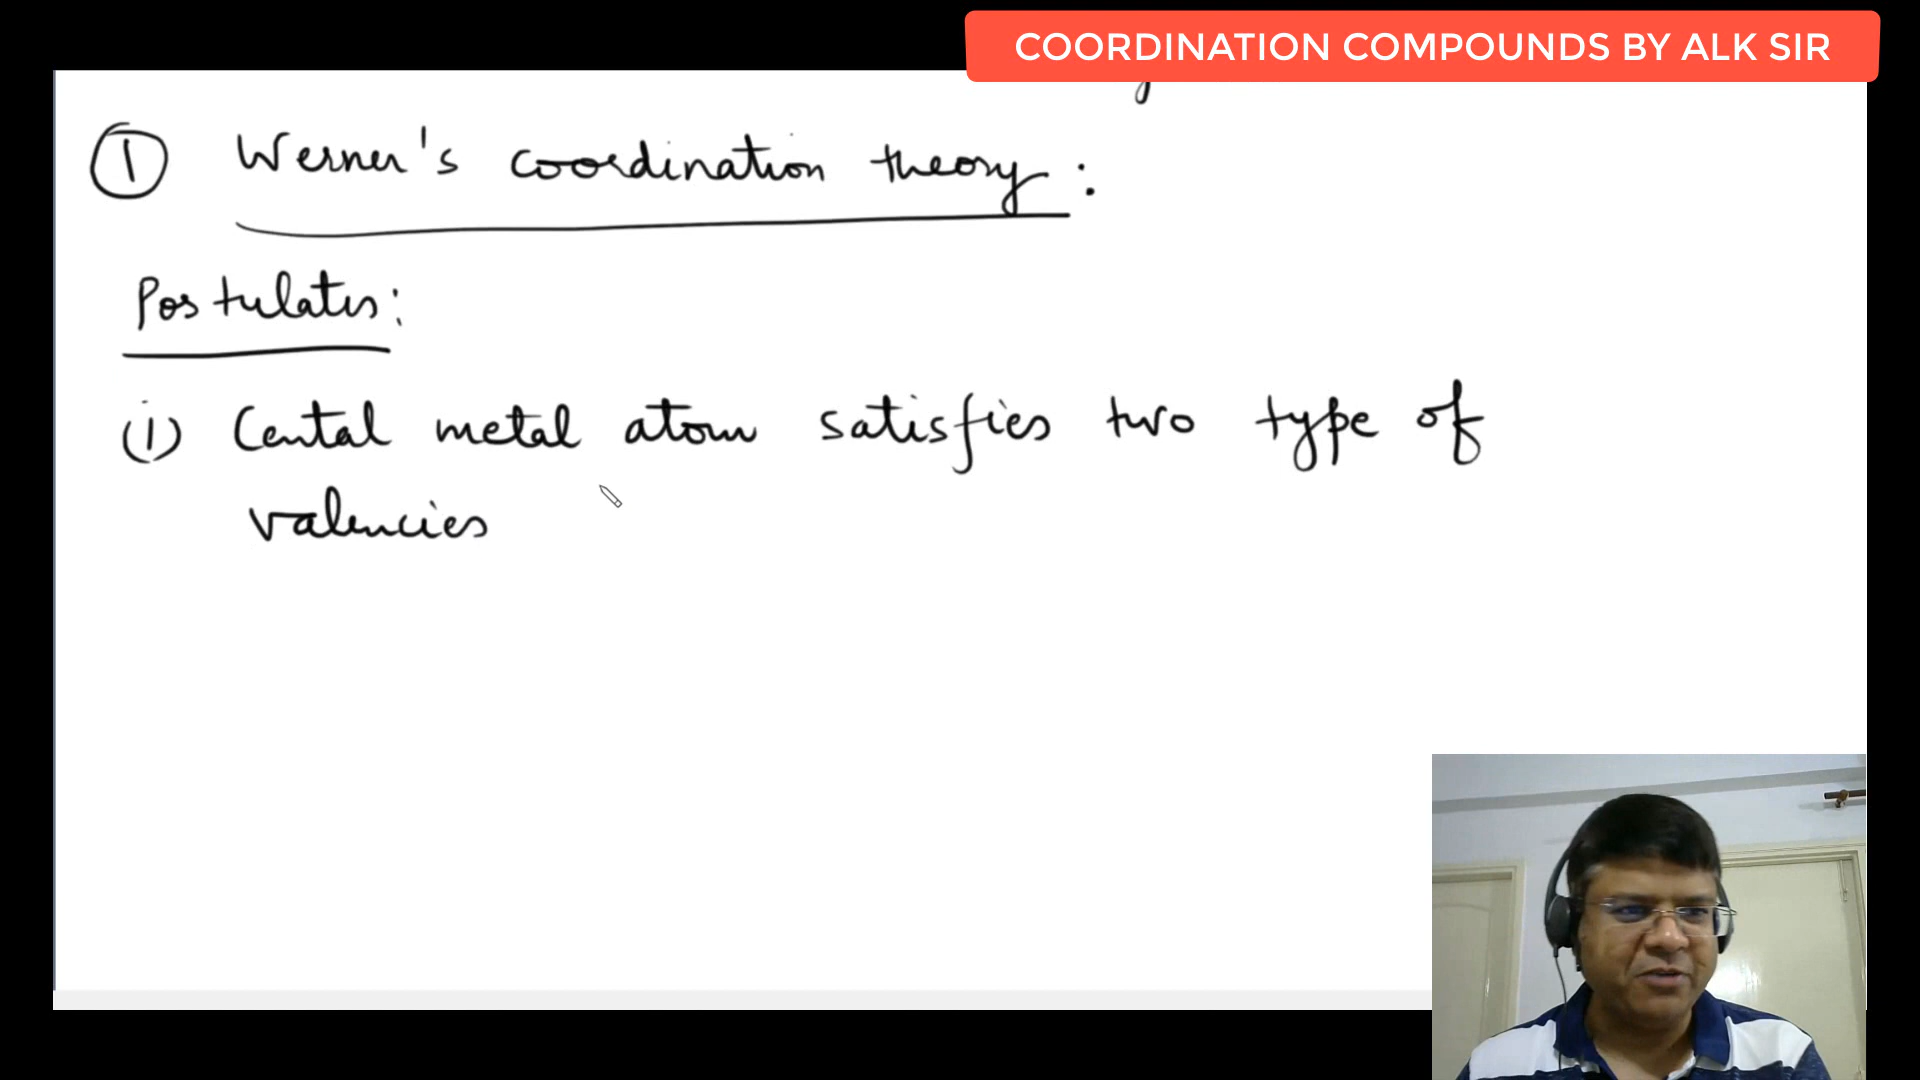 COORDINATION COMPOUNDS BY ALK SIR
① Werner's coordination theory :
Postulates :
(i) Cental metal atom satisfies two type of
valencies